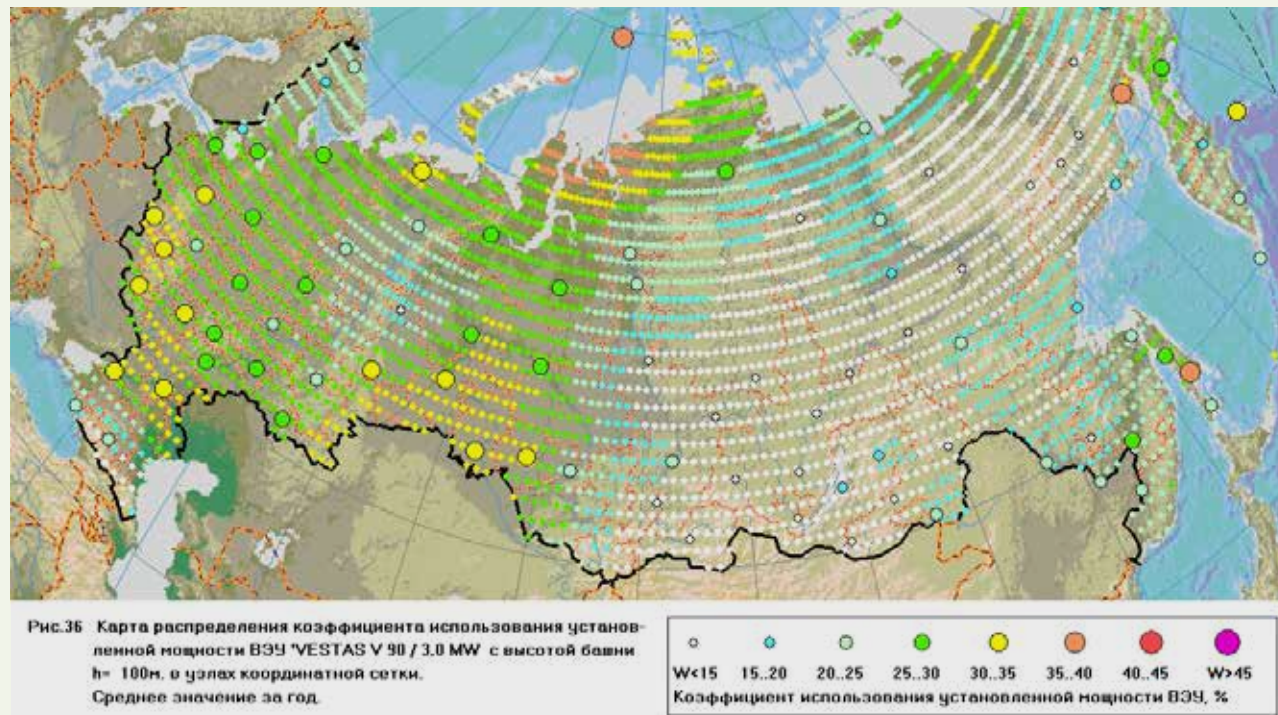 Рис.36 Карта распределения коэффициента использования установ-
ленной мощности ВЭУ "VESTAS V 90 / 3.0 MW с высотой башни
h= 100м. в узлах координатной сетки.
Среднее значение за год.
W<15 15..20 20..25 25..30 30..35 35..40 40..45 W>45
Коэффициент использования установленной мощности ВЭУ, %